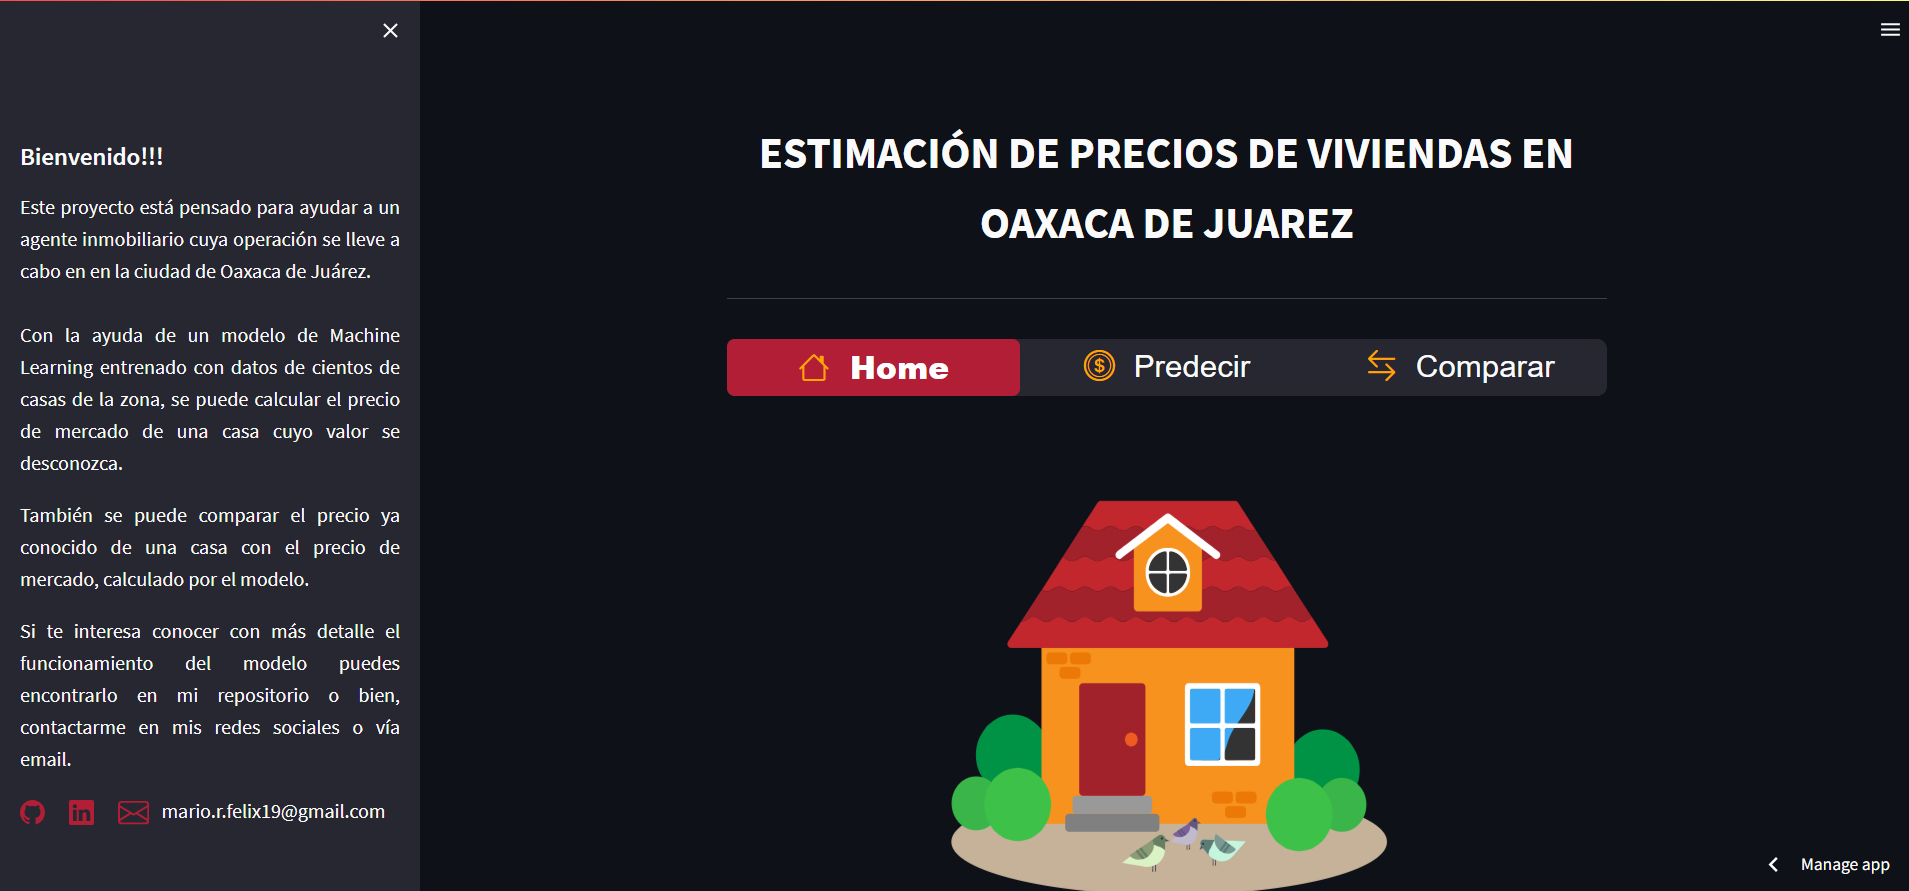 Bienvenido!!!
Este proyecto está pensado para ayudar a un
agente inmobiliario cuya operación se lleve a
cabo en en la ciudad de Oaxaca de Juárez.
Con la ayuda de un modelo de Machine
Learning entrenado con datos de cientos de
casas de la zona, se puede calcular el precio
de mercado de una casa cuyo valor se
desconozca.
También se puede comparar el precio ya
conocido de una casa con el precio de
mercado, calculado por el modelo.
Si te interesa conocer con más detalle el
funcionamiento del modelo puedes
encontrarlo en mi repositorio o bien,
contactarme en mis redes sociales o vía
email.
mario.r.felix19@gmail.com
ESTIMACIÓN DE PRECIOS DE VIVIENDAS EN
OAXACA DE JUAREZ
Home
Predecir
Comparar
Manage app